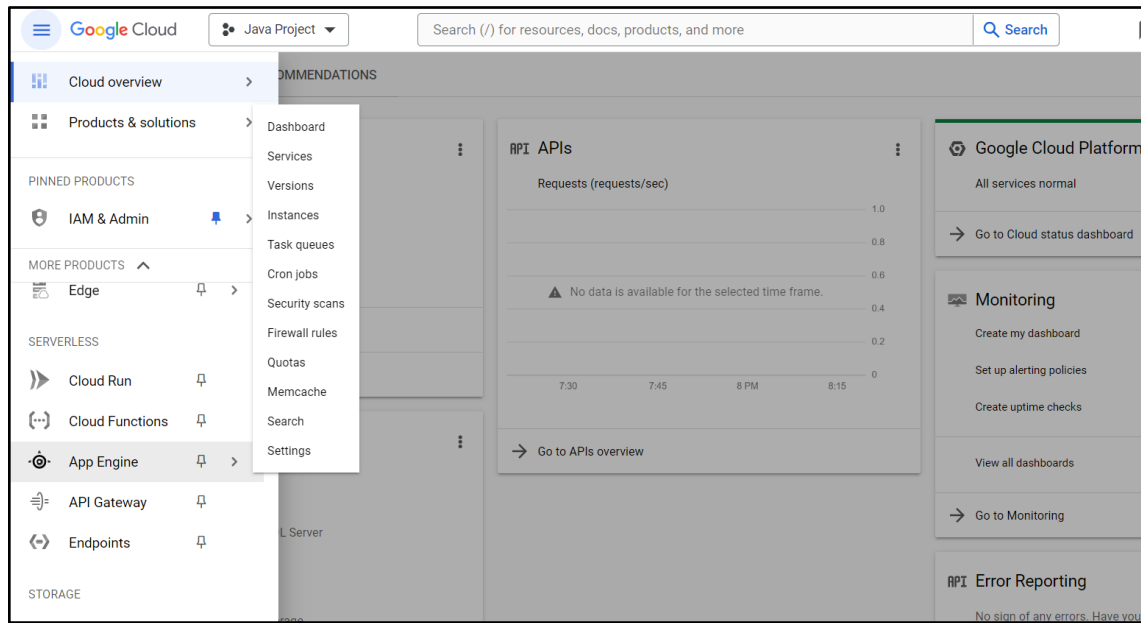 Google Cloud
Java Project
Search (/) for resources, docs, products, and more
Search
Cloud overview
Products & solutions
PINNED PRODUCTS
IAM & Admin
MORE PRODUCTS
Edge
SERVERLESS
Cloud Run
Cloud Functions
App Engine
API Gateway
Endpoints
STORAGE
Dashboard
Services
Versions
Instances
Task queues
Cron jobs
Security scans
Firewall rules
Quotas
Memcache
Search
Settings
OMMENDATIONS
L Server
API APIs
Requests (requests/sec)
1.0
0.8
0.6
No data is available for the selected time frame.
0.4
0.2
0
7:30 7:45 8 PM 8:15
Go to APIs overview
Google Cloud Platform
All services normal
Go to Cloud status dashboard
Monitoring
Create my dashboard
Set up alerting policies
Create uptime checks
View all dashboards
Go to Monitoring
API Error Reporting
No sign of any errors. Have you